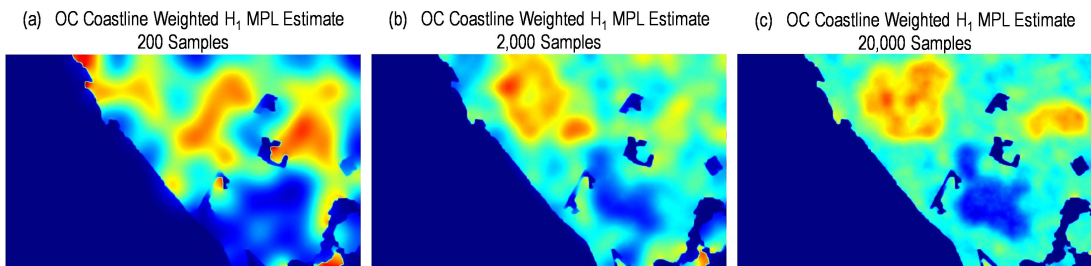 (a) OC Coastline Weighted H₁ MPL Estimate
200 Samples
(b) OC Coastline Weighted H₁ MPL Estimate
2,000 Samples
(c) OC Coastline Weighted H₁ MPL Estimate
20,000 Samples